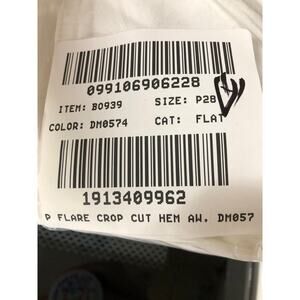 099106906228
ITEM: B0939 SIZE: P28
COLOR: DM0574 CAT: FLAT
1913409962
P FLARE CROP CUT HEM AW, DM057